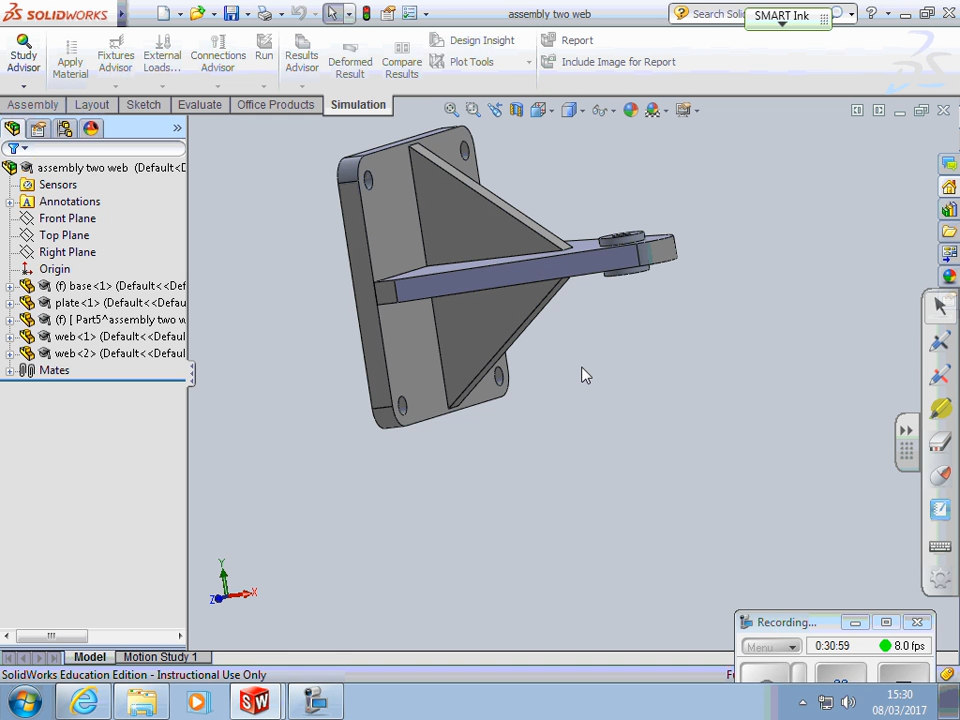 SOLIDWORKS
assembly two web
Search Soli
SMART Ink
Study
Advisor
Apply
Material
Fixtures
Advisor
External
Loads...
Connections
Advisor
Run
Results
Advisor
Deformed
Result
Compare
Results
Design Insight
Plot Tools
Report
Include Image for Report
Assembly
Layout
Sketch
Evaluate
Office Products
Simulation
assembly two web (Default<D
Sensors
Annotations
Front Plane
Top Plane
Right Plane
Origin
(f) base<1> (Default<<Def
plate<1> (Default<<Defa
(f) [ Part5^assembly two w
web<1> (Default<<Default
web<2> (Default<<Default
Mates
Y
X
Z
Model
Motion Study 1
SolidWorks Education Edition - Instructional Use Only
Recording...
Menu
0:30:59
8.0 fps
SW
15:30
08/03/2017